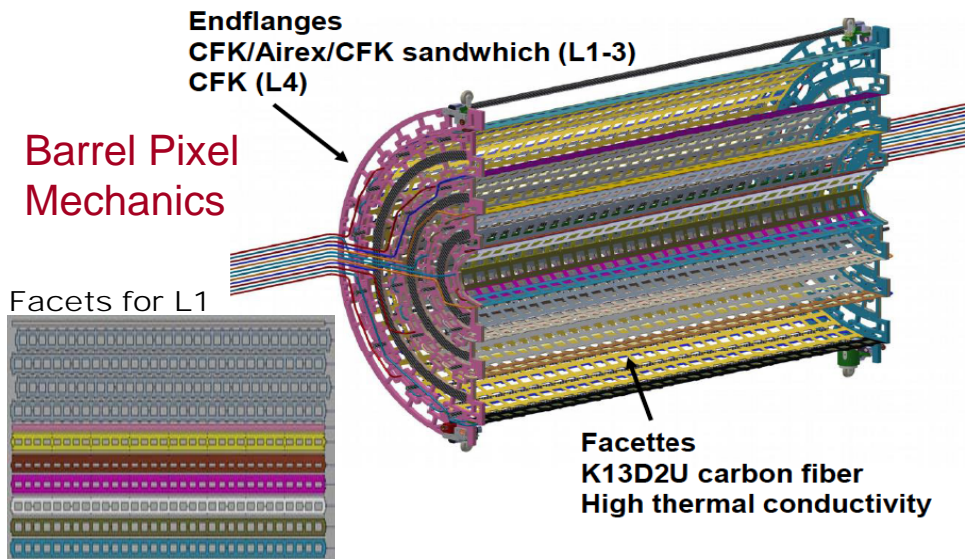 Endflanges
CFK/Airex/CFK sandwhich (L1-3)
CFK (L4)
Barrel Pixel
Mechanics
Facets for L1
Facettes
K13D2U carbon fiber
High thermal conductivity